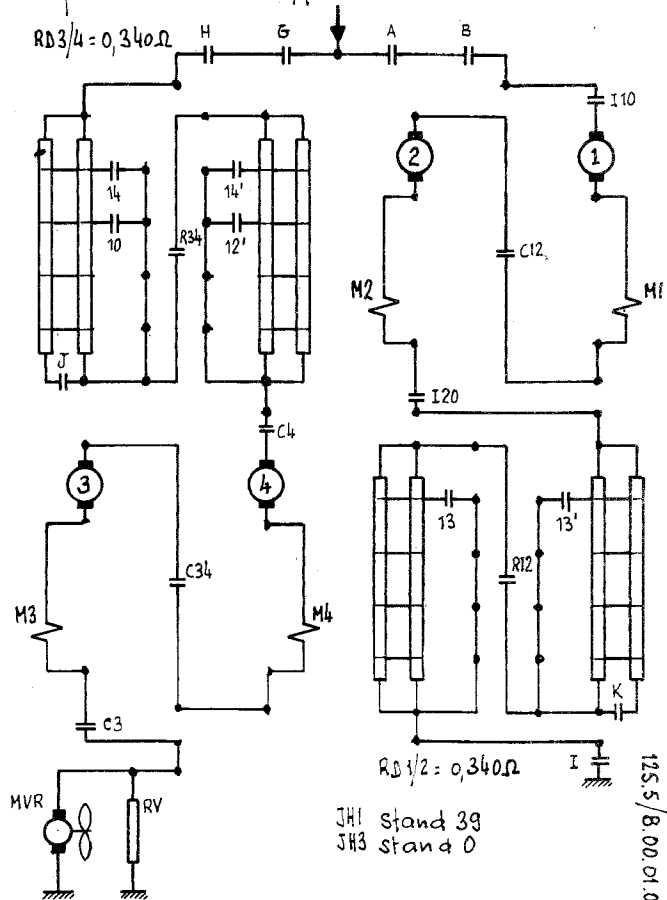 RD3/4 = 0,340Ω
H
G
A
B
I10
2
1
14
10
R34
14'
12'
C12
M2
M1
J
I20
C4
3
4
13
13'
R12
C34
M3
M4
K
C3
RD1/2 = 0,340Ω
I
MVR
RV
JH1 stand 39
JH3 stand 0
125.5/8.00.01.0